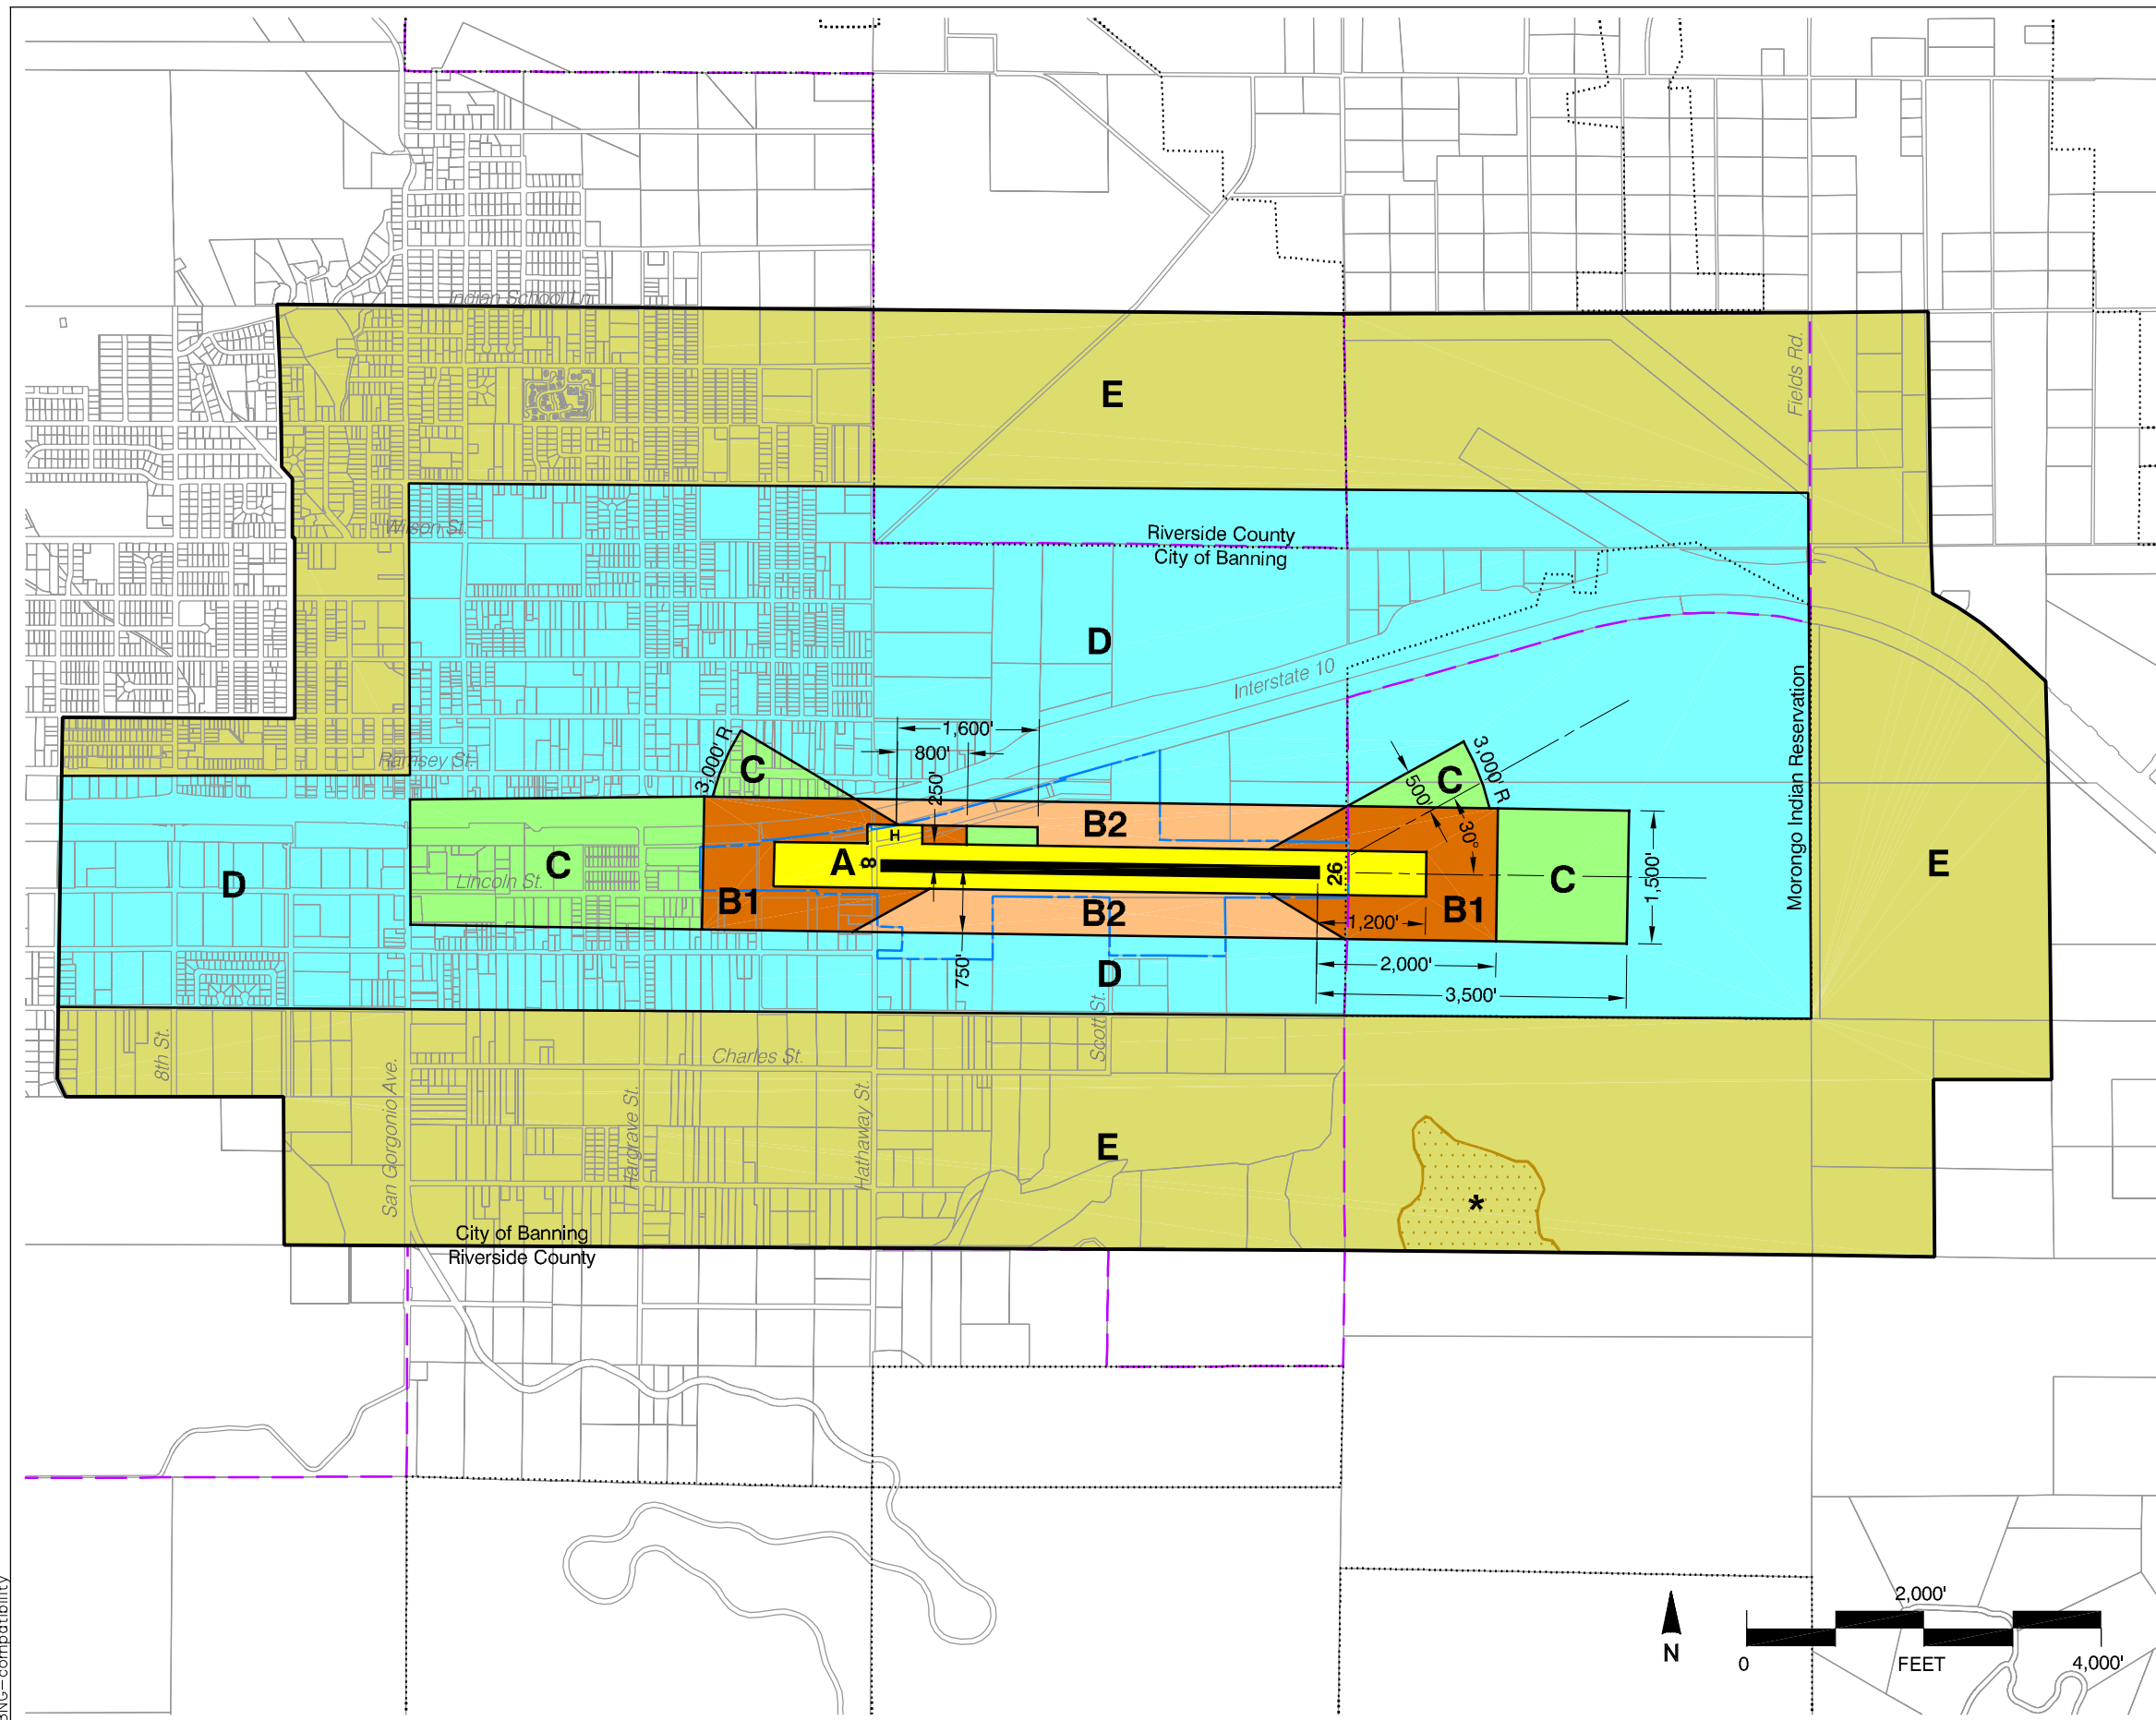 Indian School Ln.
Fields Rd.
E
Wilson St.
Riverside County
City of Banning
D
Interstate 10
Morongo Indian Reservation
1,600'
800'
250'
Ramsey St.
3,000' R
C
3,000' R
C
500'
30°
B2
H
A
8
26
C
Lincoln St.
D
B1
B2
B1
C
1,500'
E
1,200'
750'
D
2,000'
3,500'
Scott St.
8th St.
San Gorgonio Ave.
Charles St.
Hargrave St.
Hathaway St.
E
*
City of Banning
Riverside County
N
2,000'
0
FEET
4,000'
BNG-compatibility